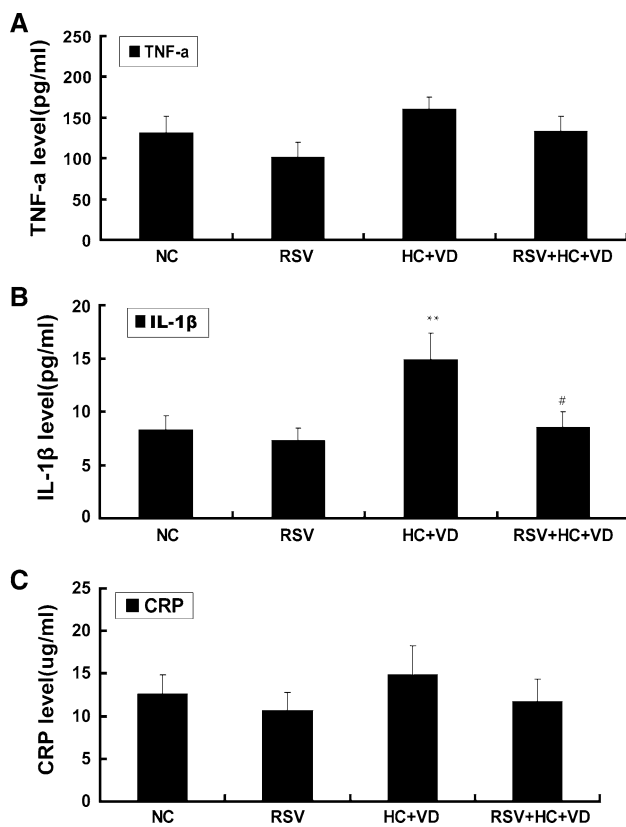 A
TNF-a level(pg/ml)
250
200
150
100
50
0
TNF-a
NC RSV HC+VD RSV+HC+VD
B
IL-1β level(pg/ml)
20
15
10
5
0
IL-1β
**
#
NC RSV HC+VD RSV+HC+VD
C
CRP level(ug/ml)
25
20
15
10
5
0
CRP
NC RSV HC+VD RSV+HC+VD